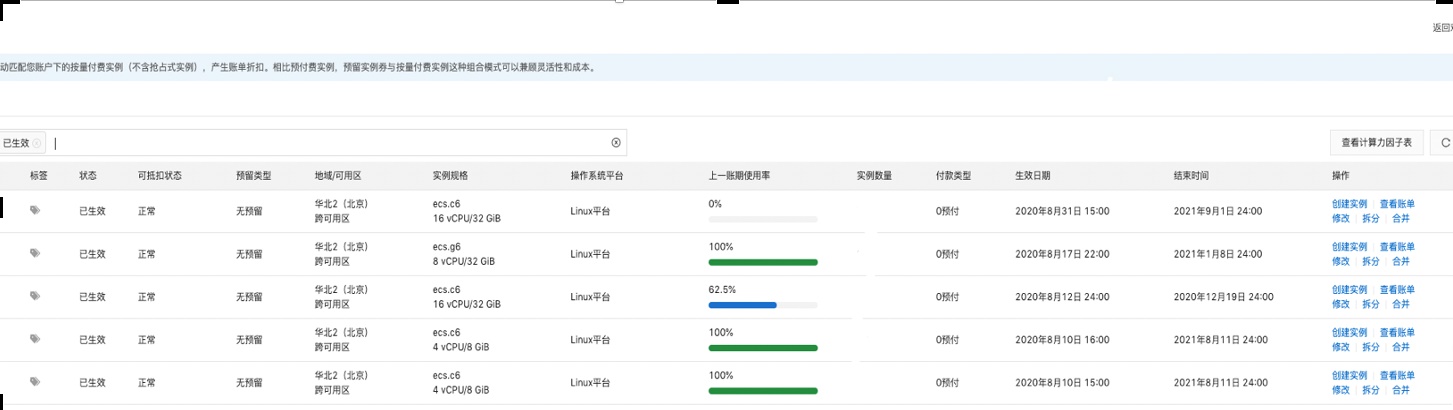 返回
动匹配您账户下的按量付费实例（不含抢占式实例），产生账单折扣。相比预付费实例，预留实例券与按量付费实例这种组合模式可以兼顾灵活性和成本。
已生效 查看计算力因子表
标签 状态 可抵扣状态 预留类型 地域/可用区 实例规格 操作系统平台 上一账期使用率 实例数量 付款类型 生效日期 结束时间 操作
华北2（北京） ecs.c6 0% 创建实例 查看账单
已生效 正常 无预留 Linux平台 0预付 2020年8月31日 15:00 2021年9月1日 24:00
跨可用区 16 vCPU/32 GiB 修改 拆分 合并
华北2（北京） ecs.g6 100% 创建实例 查看账单
已生效 正常 无预留 Linux平台 0预付 2020年8月17日 22:00 2021年1月8日 24:00
跨可用区 8 vCPU/32 GiB 修改 拆分 合并
华北2（北京） ecs.c6 62.5% 创建实例 查看账单
已生效 正常 无预留 Linux平台 0预付 2020年8月12日 24:00 2020年12月19日 24:00
跨可用区 16 vCPU/32 GiB 修改 拆分 合并
华北2（北京） ecs.c6 100% 创建实例 查看账单
已生效 正常 无预留 Linux平台 0预付 2020年8月10日 16:00 2021年8月11日 24:00
跨可用区 4 vCPU/8 GiB 修改 拆分 合并
华北2（北京） ecs.c6 100% 创建实例 查看账单
已生效 正常 无预留 Linux平台 0预付 2020年8月10日 15:00 2021年8月11日 24:00
跨可用区 4 vCPU/8 GiB 修改 拆分 合并